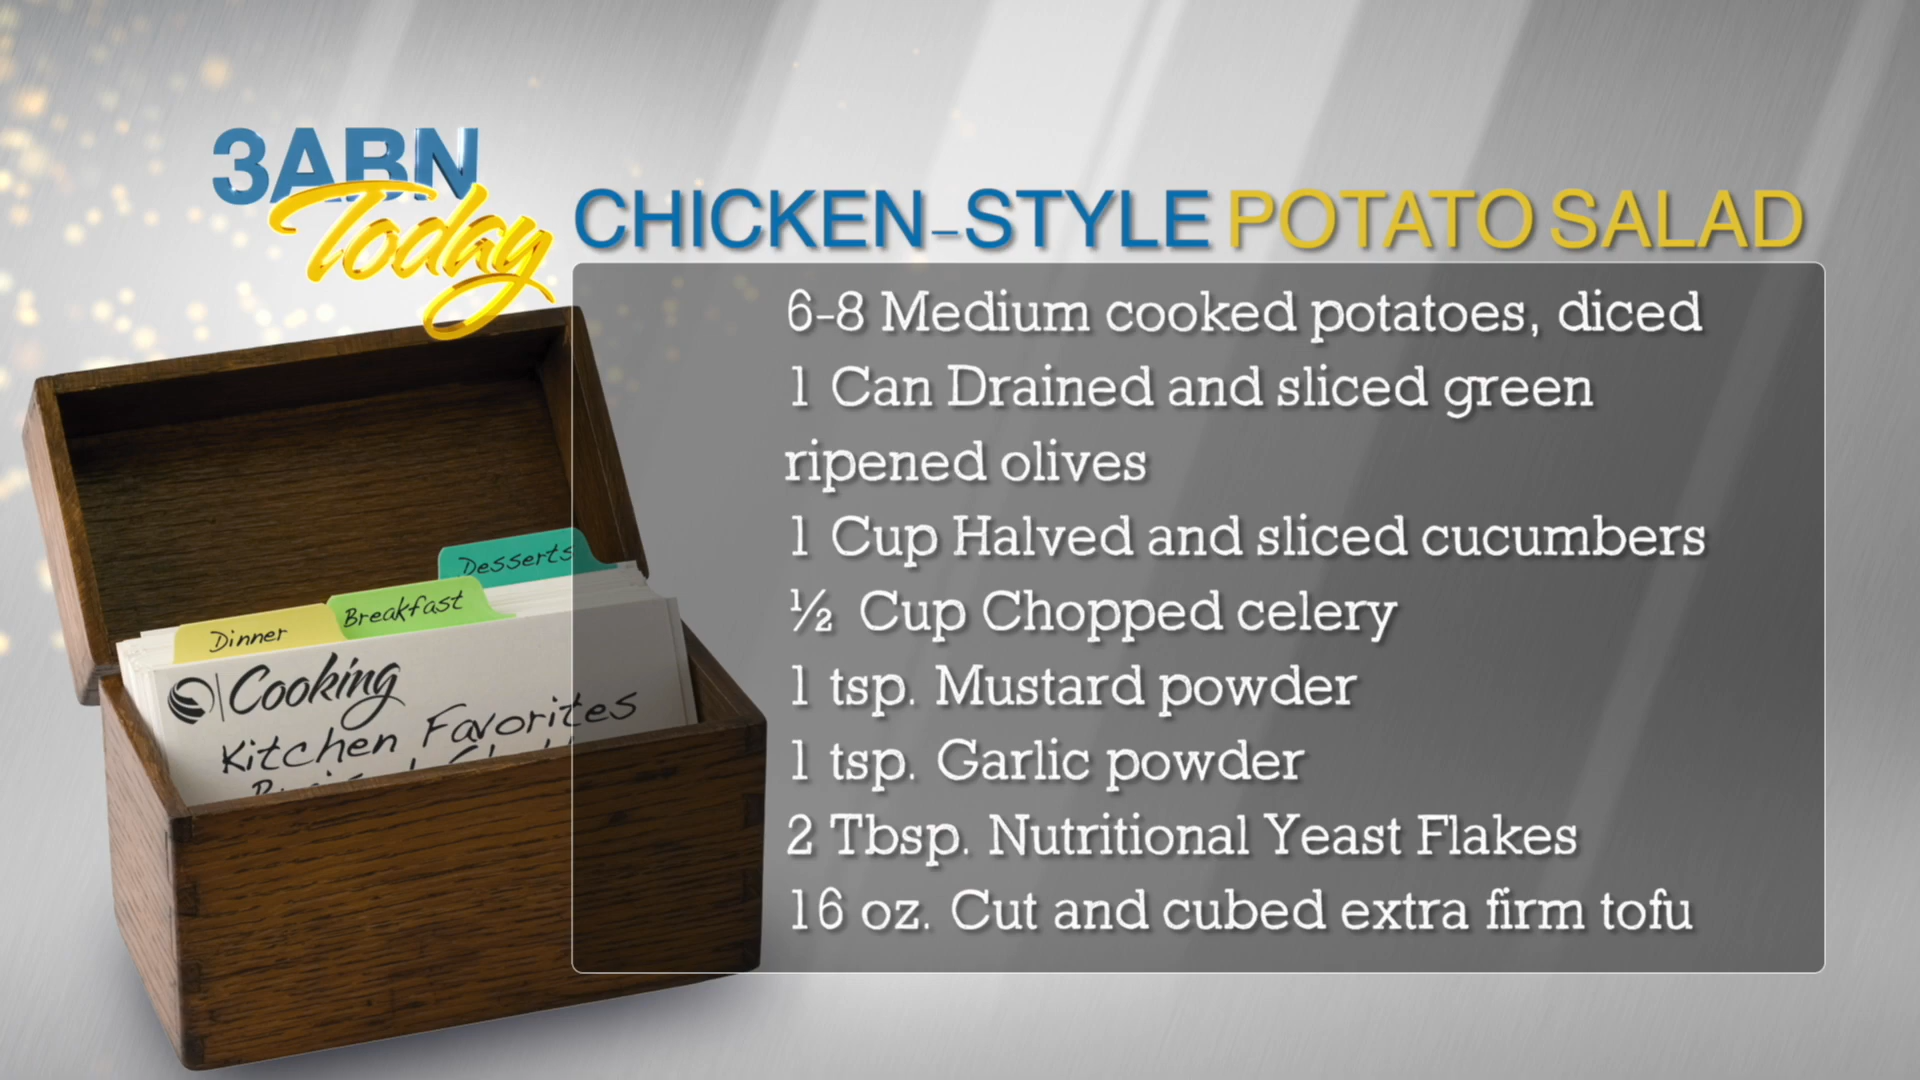 3ABN
Today
CHICKEN-STYLE POTATO SALAD
6-8 Medium cooked potatoes, diced
1 Can Drained and sliced green
ripened olives
1 Cup Halved and sliced cucumbers
½ Cup Chopped celery
1 tsp. Mustard powder
1 tsp. Garlic powder
2 Tbsp. Nutritional Yeast Flakes
16 oz. Cut and cubed extra firm tofu
Desserts
Breakfast
Dinner
Cooking
Kitchen Favorites